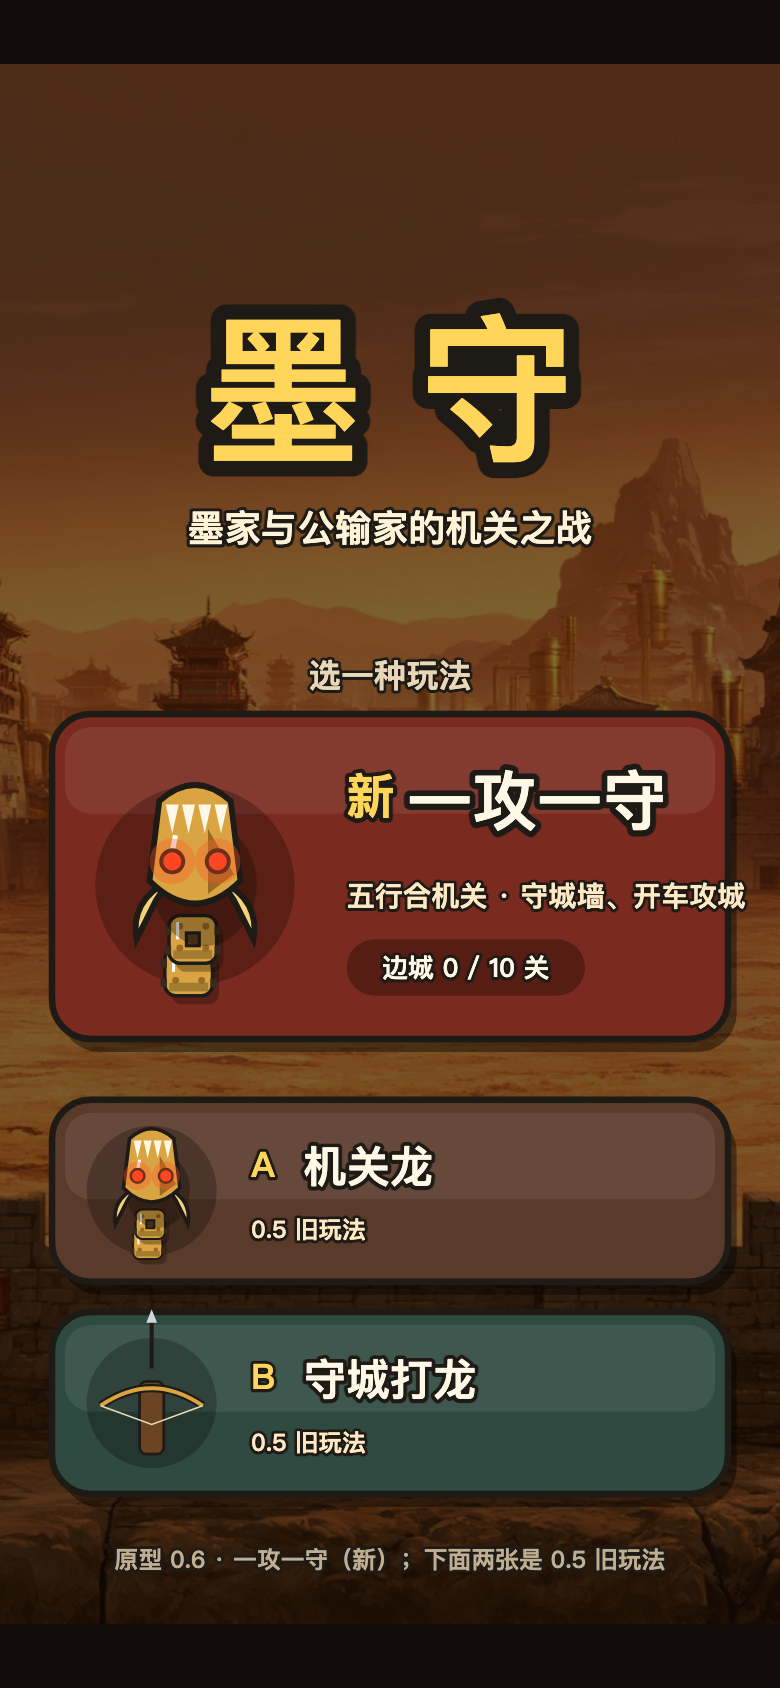 墨守
墨家与公输家的机关之战
选一种玩法
新 一攻一守
五行合机关 · 守城墙、开车攻城
边城 0 / 10 关
A 机关龙
0.5 旧玩法
B 守城打龙
0.5 旧玩法
原型 0.6 · 一攻一守（新）；下面两张是 0.5 旧玩法